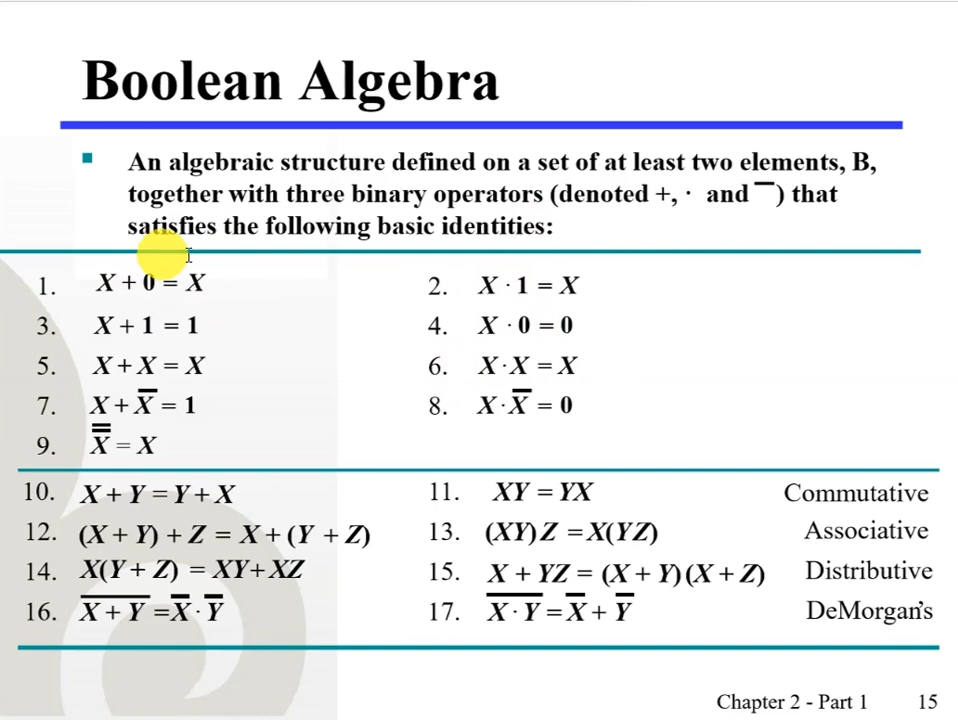 Boolean Algebra
An algebraic structure defined on a set of at least two elements, B,
together with three binary operators (denoted +, · and ‾ ) that
satisfies the following basic identities:
1. X + 0 = X 2. X · 1 = X
3. X + 1 = 1 4. X · 0 = 0
5. X + X = X 6. X · X = X
7. X + X̅ = 1 8. X · X̅ = 0
9. X̿ = X
10. X + Y = Y + X 11. XY = YX Commutative
12. (X + Y) + Z = X + (Y + Z) 13. (XY)Z = X(YZ) Associative
14. X(Y + Z) = XY + XZ 15. X + YZ = (X + Y)(X + Z) Distributive
16. X̅ ̅+̅ ̅Y̅ = X̅ · Y̅ 17. X̅ ̅·̅ ̅Y̅ = X̅ + Y̅ DeMorgan's
Chapter 2 - Part 1 15